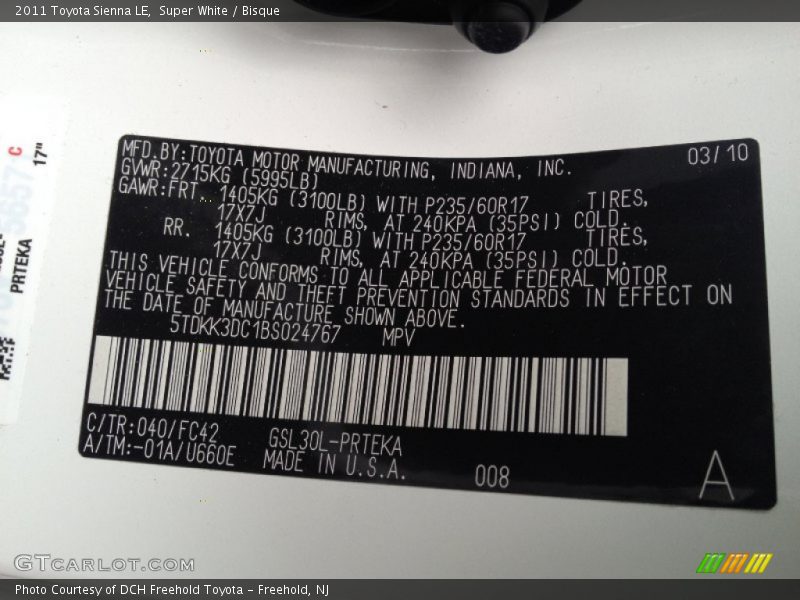 2011 Toyota Sienna LE,  Super White / Bisque
C
17"
PRTEKA
MFD.BY:TOYOTA MOTOR MANUFACTURING, INDIANA, INC. 03/10
GVWR:2715KG (5995LB)
GAWR:FRT. 1405KG (3100LB) WITH P235/60R17 TIRES,
17X7J RIMS, AT 240KPA (35PSI) COLD.
RR. 1405KG (3100LB) WITH P235/60R17 TIRES,
17X7J RIMS, AT 240KPA (35PSI) COLD.
THIS VEHICLE CONFORMS TO ALL APPLICABLE FEDERAL MOTOR
VEHICLE SAFETY AND THEFT PREVENTION STANDARDS IN EFFECT ON
THE DATE OF MANUFACTURE SHOWN ABOVE.
5TDKK3DC1BS024767 MPV
C/TR:040/FC42 GSL30L-PRTEKA
A/TM:-01A/U660E MADE IN U.S.A. 008 A
GTCARLOT.COM
Photo Courtesy of DCH Freehold Toyota – Freehold, NJ